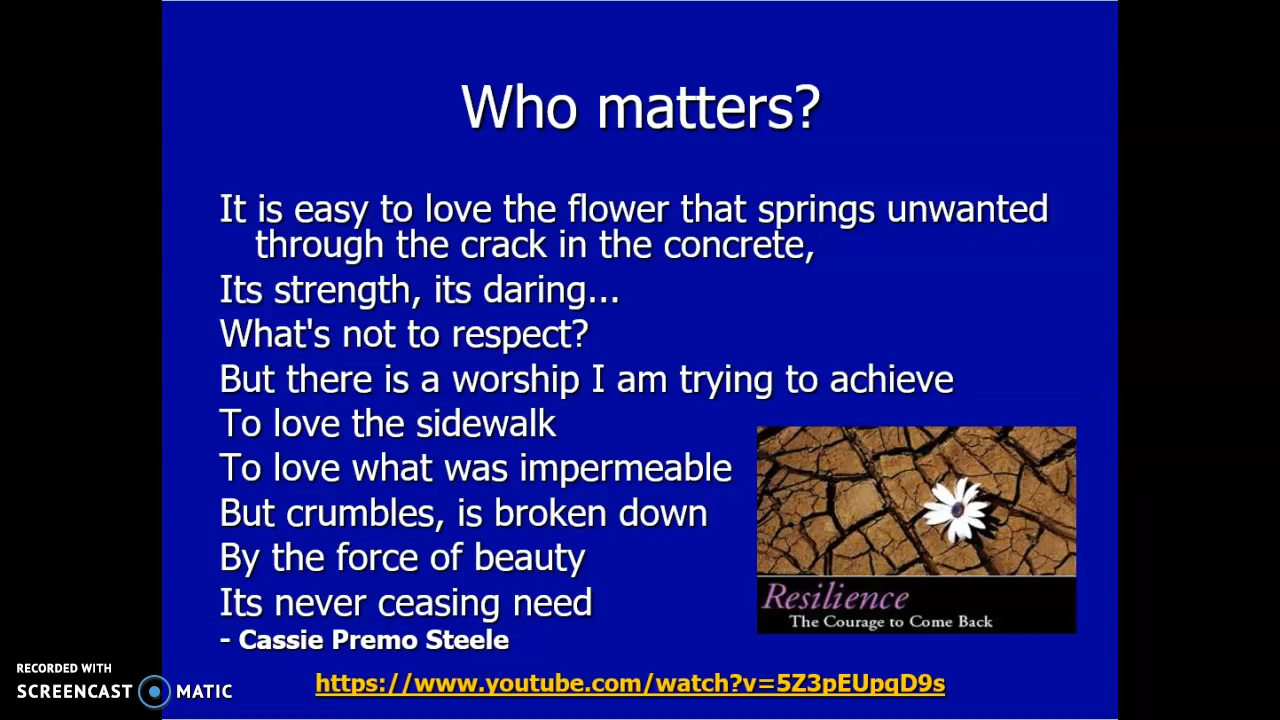 Who matters?
It is easy to love the flower that springs unwanted
through the crack in the concrete,
Its strength, its daring...
What's not to respect?
But there is a worship I am trying to achieve
To love the sidewalk
To love what was impermeable
But crumbles, is broken down
By the force of beauty
Its never ceasing need
- Cassie Premo Steele
Resilience
The Courage to Come Back
https://www.youtube.com/watch?v=5Z3pEUpqD9s
RECORDED WITH
SCREENCAST MATIC